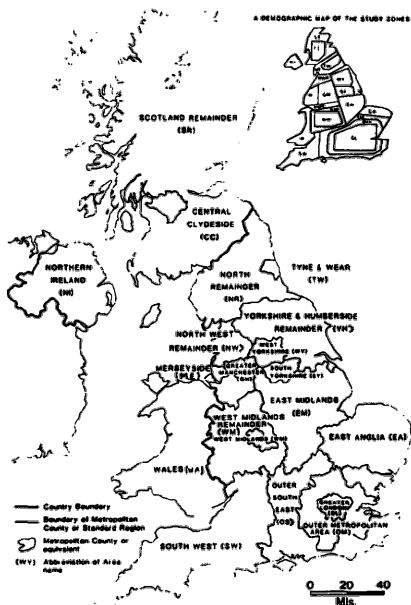 A DEMOGRAPHIC MAP OF THE STUDY ZONES
SCOTLAND REMAINDER
(SR)
CENTRAL
CLYDESIDE
(CC)
NORTHERN
IRELAND
(NI)
TYNE & WEAR
(TW)
NORTH
REMAINDER
(NR)
YORKSHIRE & HUMBERSIDE
REMAINDER (YH)
NORTH WEST
REMAINDER (NW)
WEST
YORKSHIRE (WY)
MERSEYSIDE
GREATER
MANCHESTER
(GM)
SOUTH
YORKSHIRE (SY)
EAST MIDLANDS
(EM)
WEST MIDLANDS
REMAINDER
(WM)
WEST MIDLANDS
EAST ANGLIA (EA)
WALES (WA)
OUTER
SOUTH
EAST
(OS)
GREATER
LONDON
OUTER METROPOLITAN
AREA (OM)
SOUTH WEST (SW)
Country Boundary
Boundary of Metropolitan
County or Standard Region
Metropolitan County or
equivalent
(WY) Abbreviation of Area
name
0 20 40
Mls.